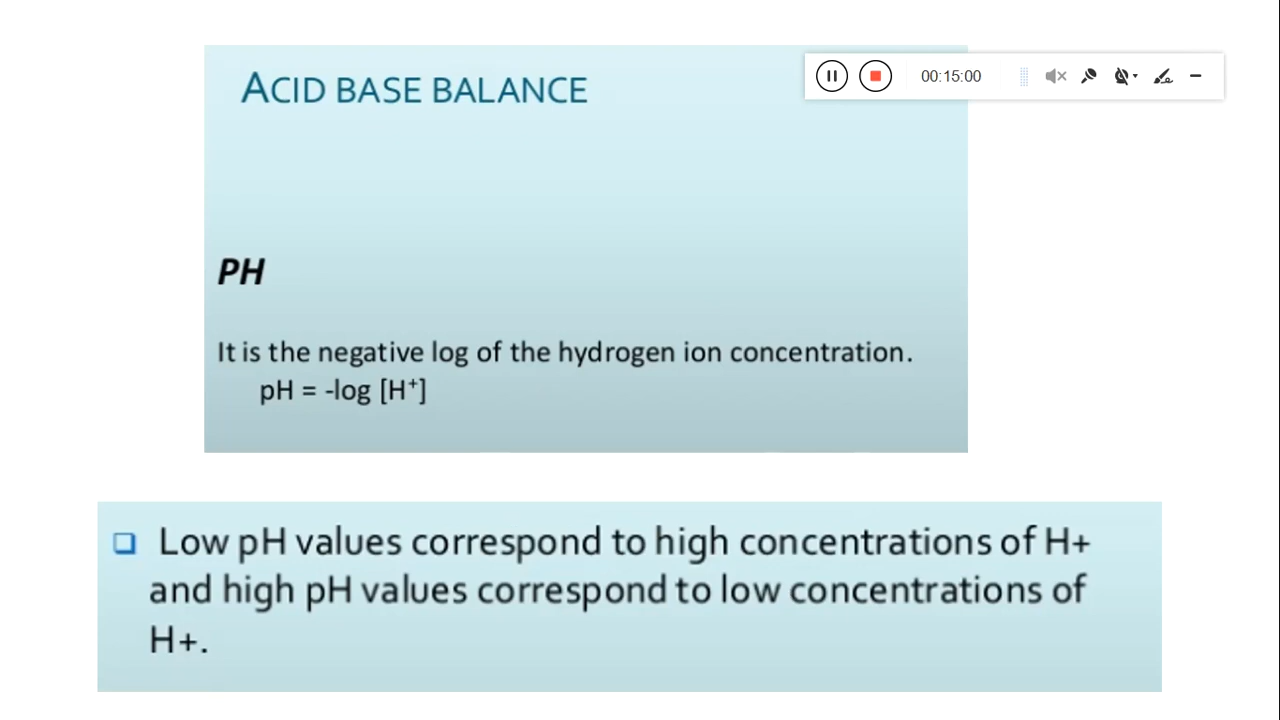 ACID BASE BALANCE
00:15:00
PH
It is the negative log of the hydrogen ion concentration.
pH = -log [H⁺]
Low pH values correspond to high concentrations of H+
and high pH values correspond to low concentrations of
H+.